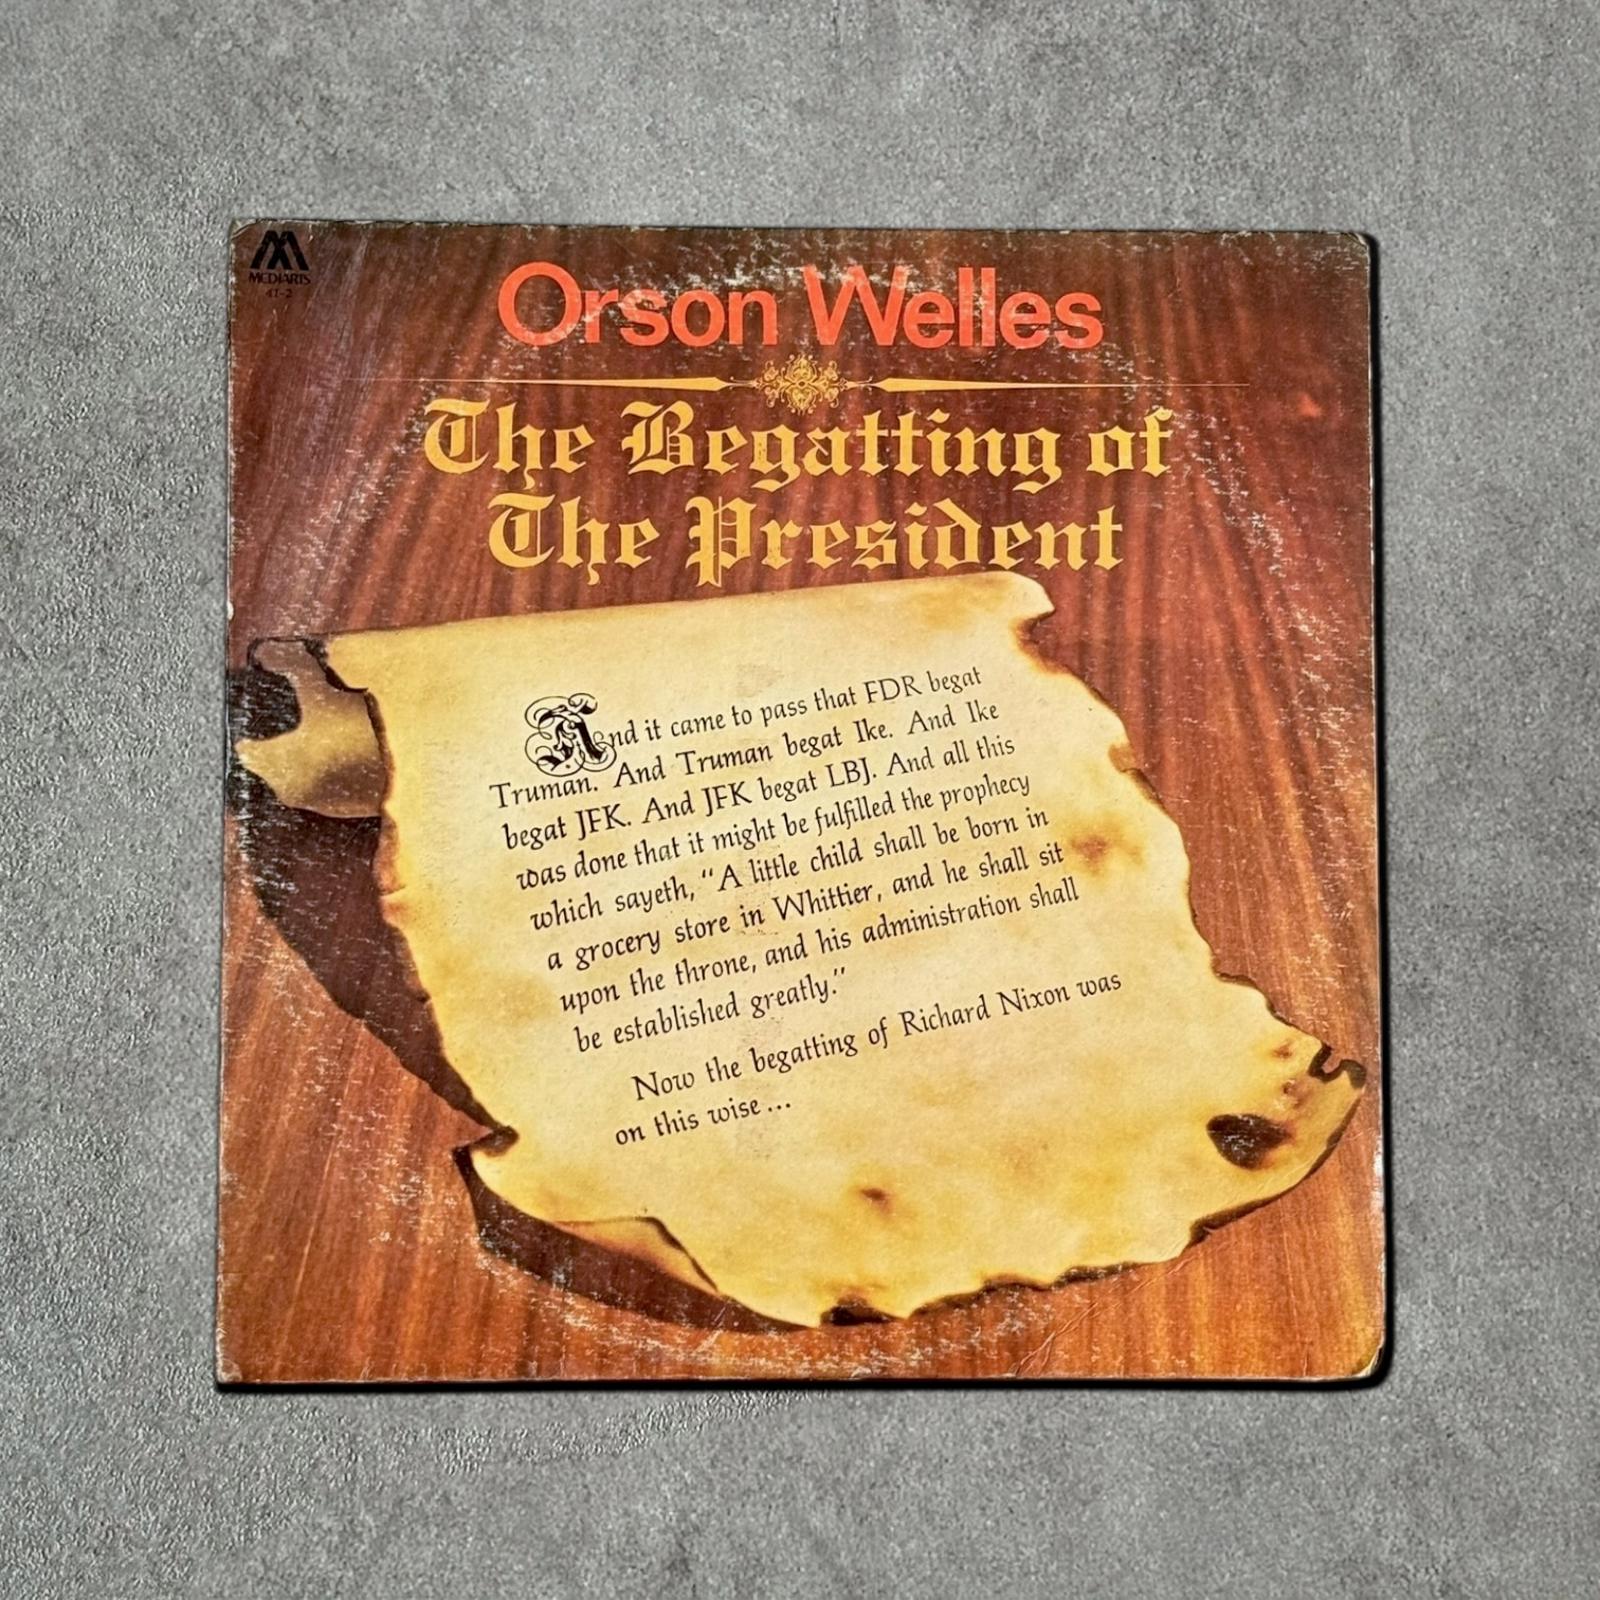 MEDIARTS
41-2
Orson Welles
The Begatting of
The President
And it came to pass that FDR begat
Truman. And Truman begat Ike. And Ike
begat JFK. And JFK begat LBJ. And all this
was done that it might be fulfilled the prophecy
which sayeth, “A little child shall be born in
a grocery store in Whittier, and he shall sit
upon the throne, and his administration shall
be established greatly.”
Now the begatting of Richard Nixon was
on this wise...